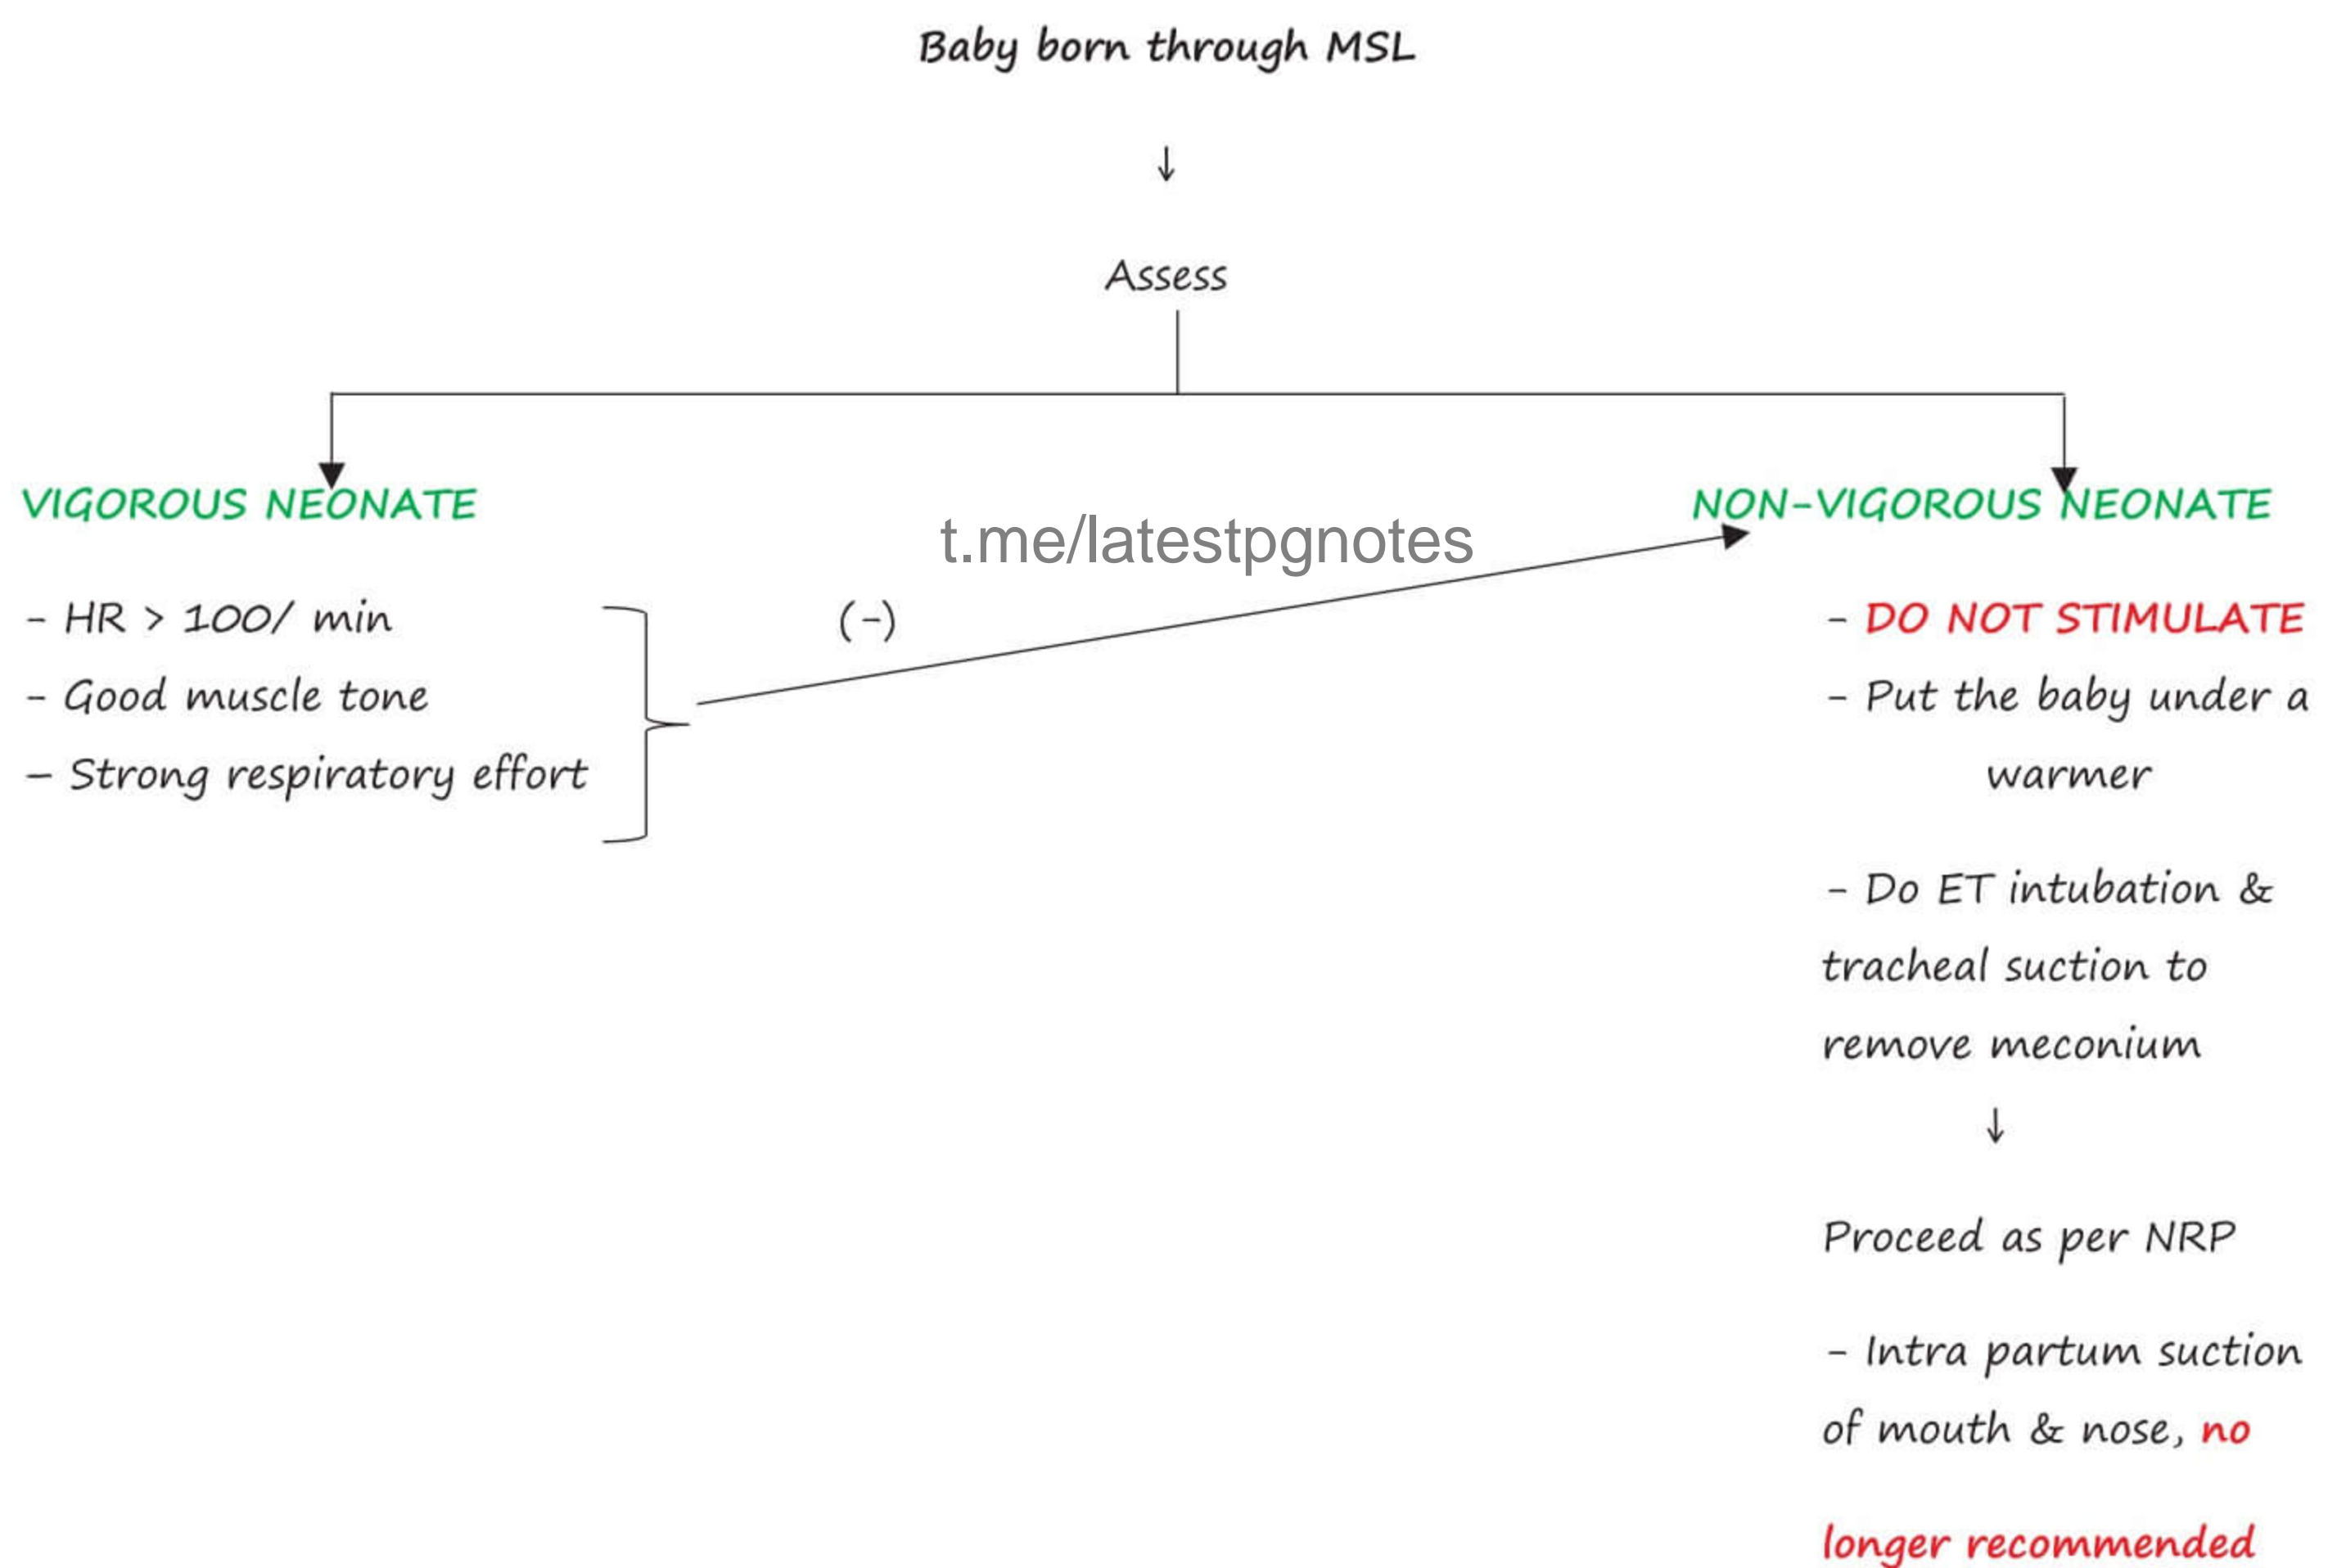 Baby born through MSL
↓
Assess
VIGOROUS NEONATE
- HR > 100/ min
- Good muscle tone
– Strong respiratory effort
(-)
t.me/latestpgnotes
NON-VIGOROUS NEONATE
- DO NOT STIMULATE
- Put the baby under a
warmer
- Do ET intubation &
tracheal suction to
remove meconium
↓
Proceed as per NRP
- Intra partum suction
of mouth & nose, no
longer recommended